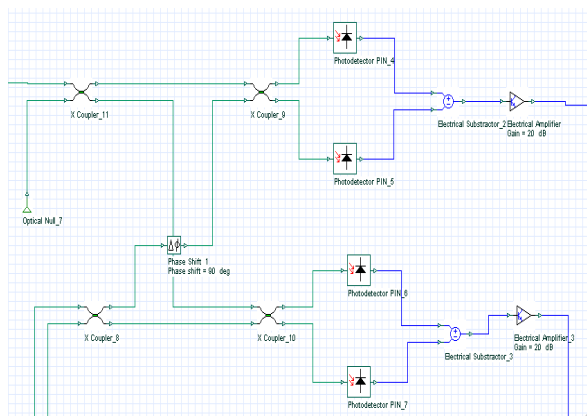 Photodetector PIN_4
X Coupler_11
X Coupler_9
Electrical Substractor_2
Electrical Amplifier
Gain = 20 dB
Photodetector PIN_5
Optical Null_7
Phase Shift 1
Phase shift = 90 deg
Photodetector PIN_6
X Coupler_8
X Coupler_10
Electrical Amplifier_3
Gain = 20 dB
Electrical Substractor_3
Photodetector PIN_7